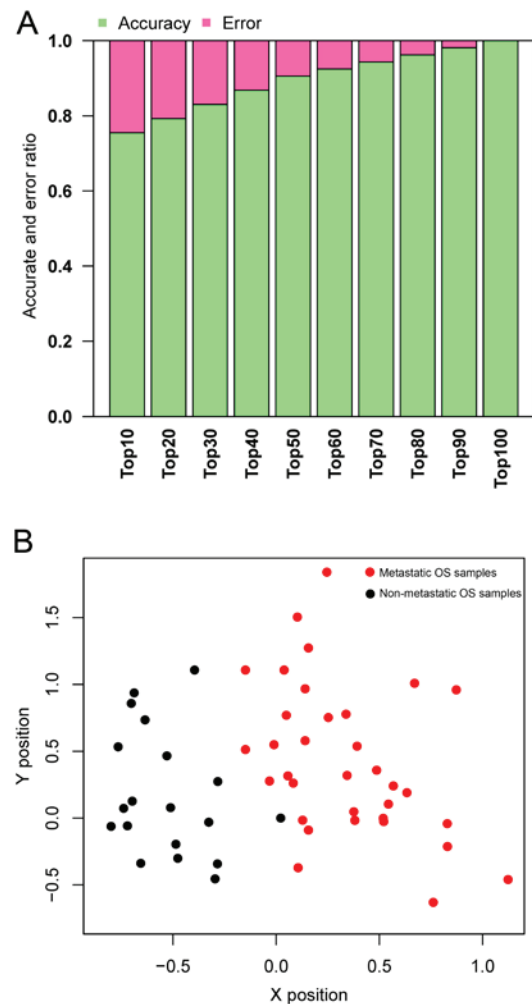 A
Accuracy Error
Accurate and error ratio
1.0
0.8
0.6
0.4
0.2
0.0
Top10 Top20 Top30 Top40 Top50 Top60 Top70 Top80 Top90 Top100
B
Metastatic OS samples
Non-metastatic OS samples
Y position
1.5
1.0
0.5
0.0
−0.5
−0.5 0.0 0.5 1.0
X position